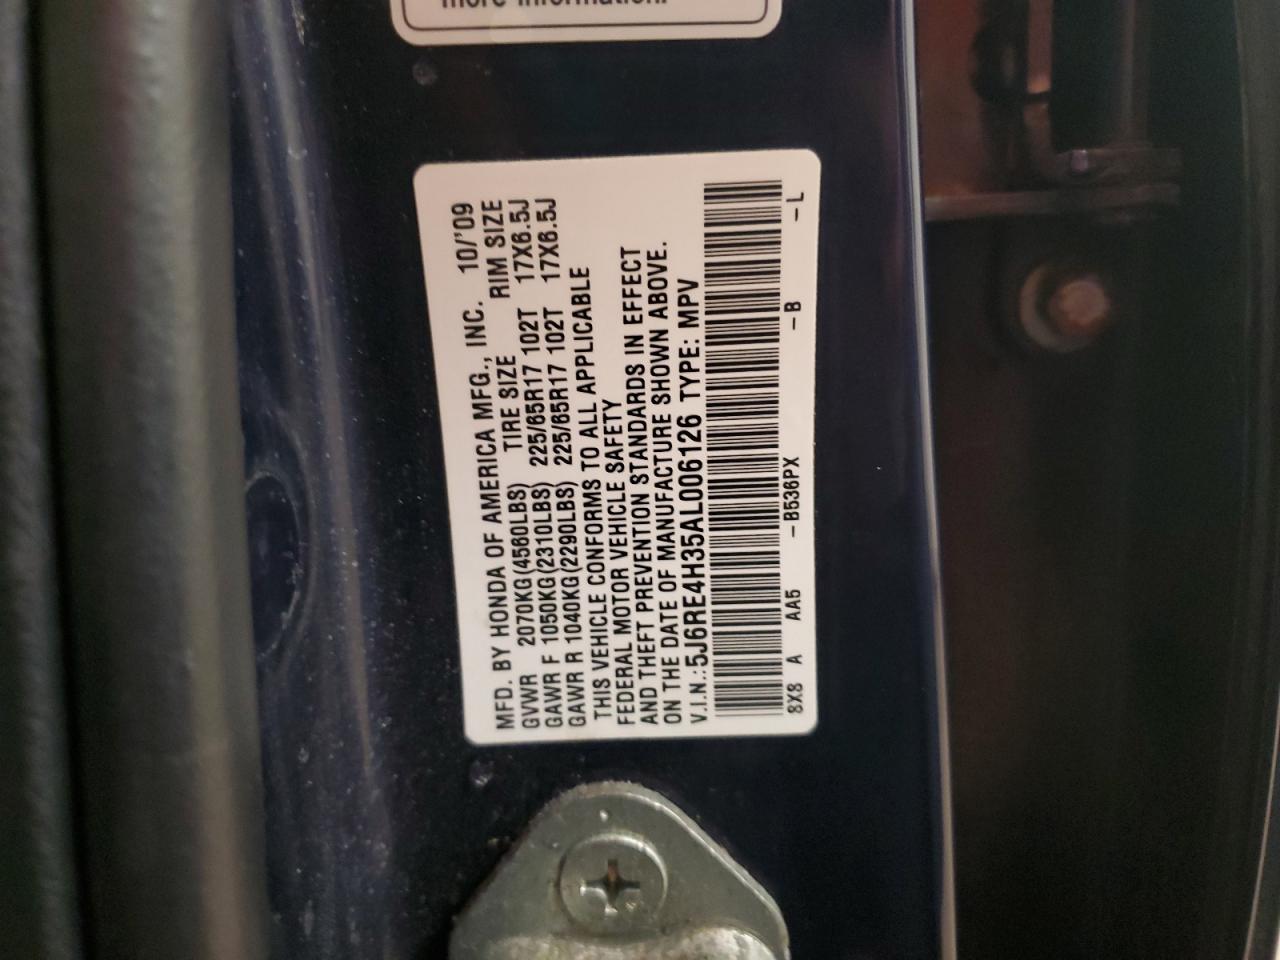 more information.
MFD. BY HONDA OF AMERICA MFG., INC. 10/'09
GVWR 2070KG(4560LBS) TIRE SIZE RIM SIZE
GAWR F 1050KG(2310LBS) 225/65R17 102T 17X6.5J
GAWR R 1040KG(2290LBS) 225/65R17 102T 17X6.5J
THIS VEHICLE CONFORMS TO ALL APPLICABLE
FEDERAL MOTOR VEHICLE SAFETY
AND THEFT PREVENTION STANDARDS IN EFFECT
ON THE DATE OF MANUFACTURE SHOWN ABOVE.
V.I.N.:5J6RE4H35AL006126 TYPE: MPV
8X8 A AA5 -B536PX -B -L